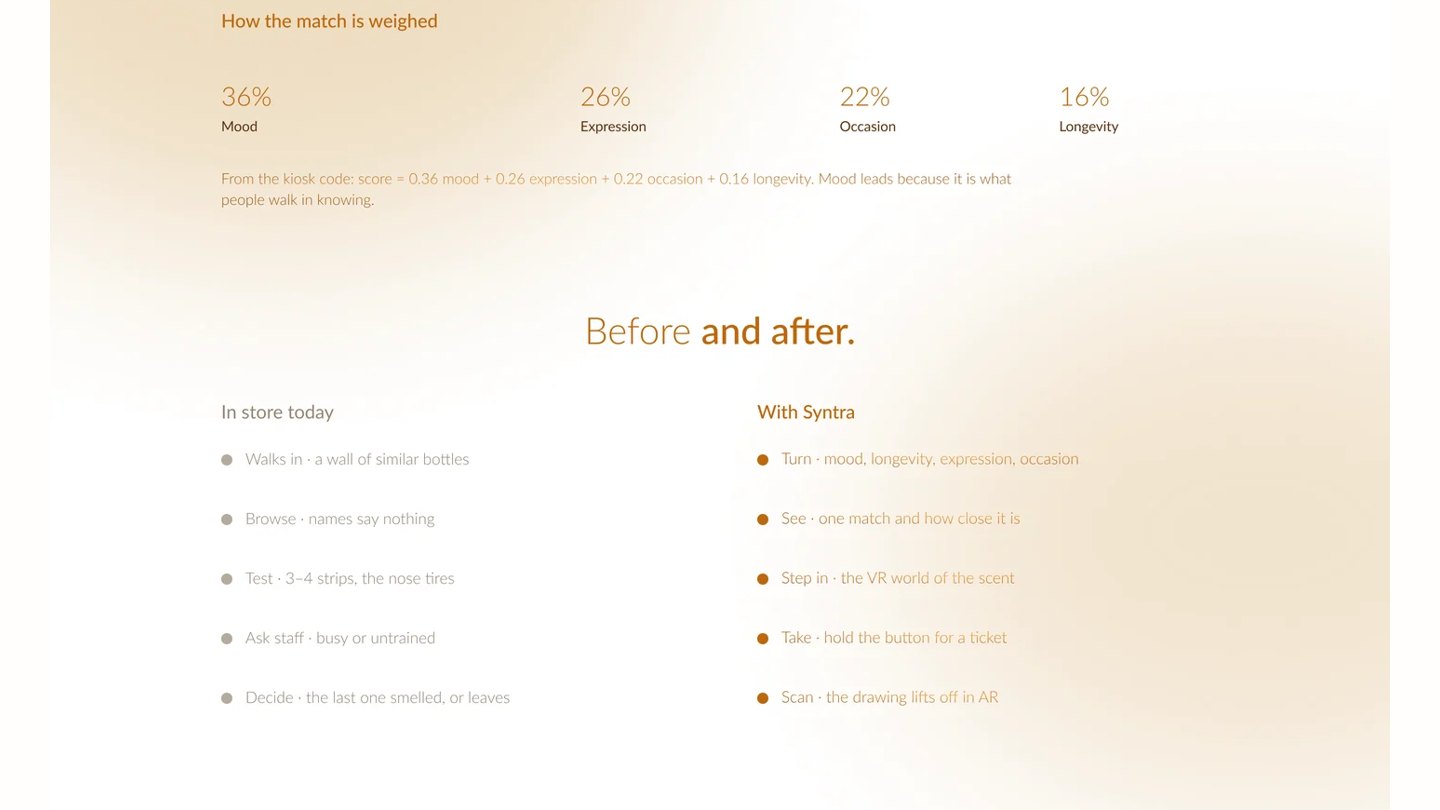 How the match is weighed
36%
26%
22%
16%
Mood
Expression
Occasion
Longevity
From the kiosk code: score = 0.36 mood + 0.26 expression + 0.22 occasion + 0.16 longevity. Mood leads because it is what
people walk in knowing.
Before and after.
In store today
Walks in · a wall of similar bottles
Browse · names say nothing
Test · 3–4 strips, the nose tires
Ask staff · busy or untrained
Decide · the last one smelled, or leaves
With Syntra
Turn · mood, longevity, expression, occasion
See · one match and how close it is
Step in · the VR world of the scent
Take · hold the button for a ticket
Scan · the drawing lifts off in AR